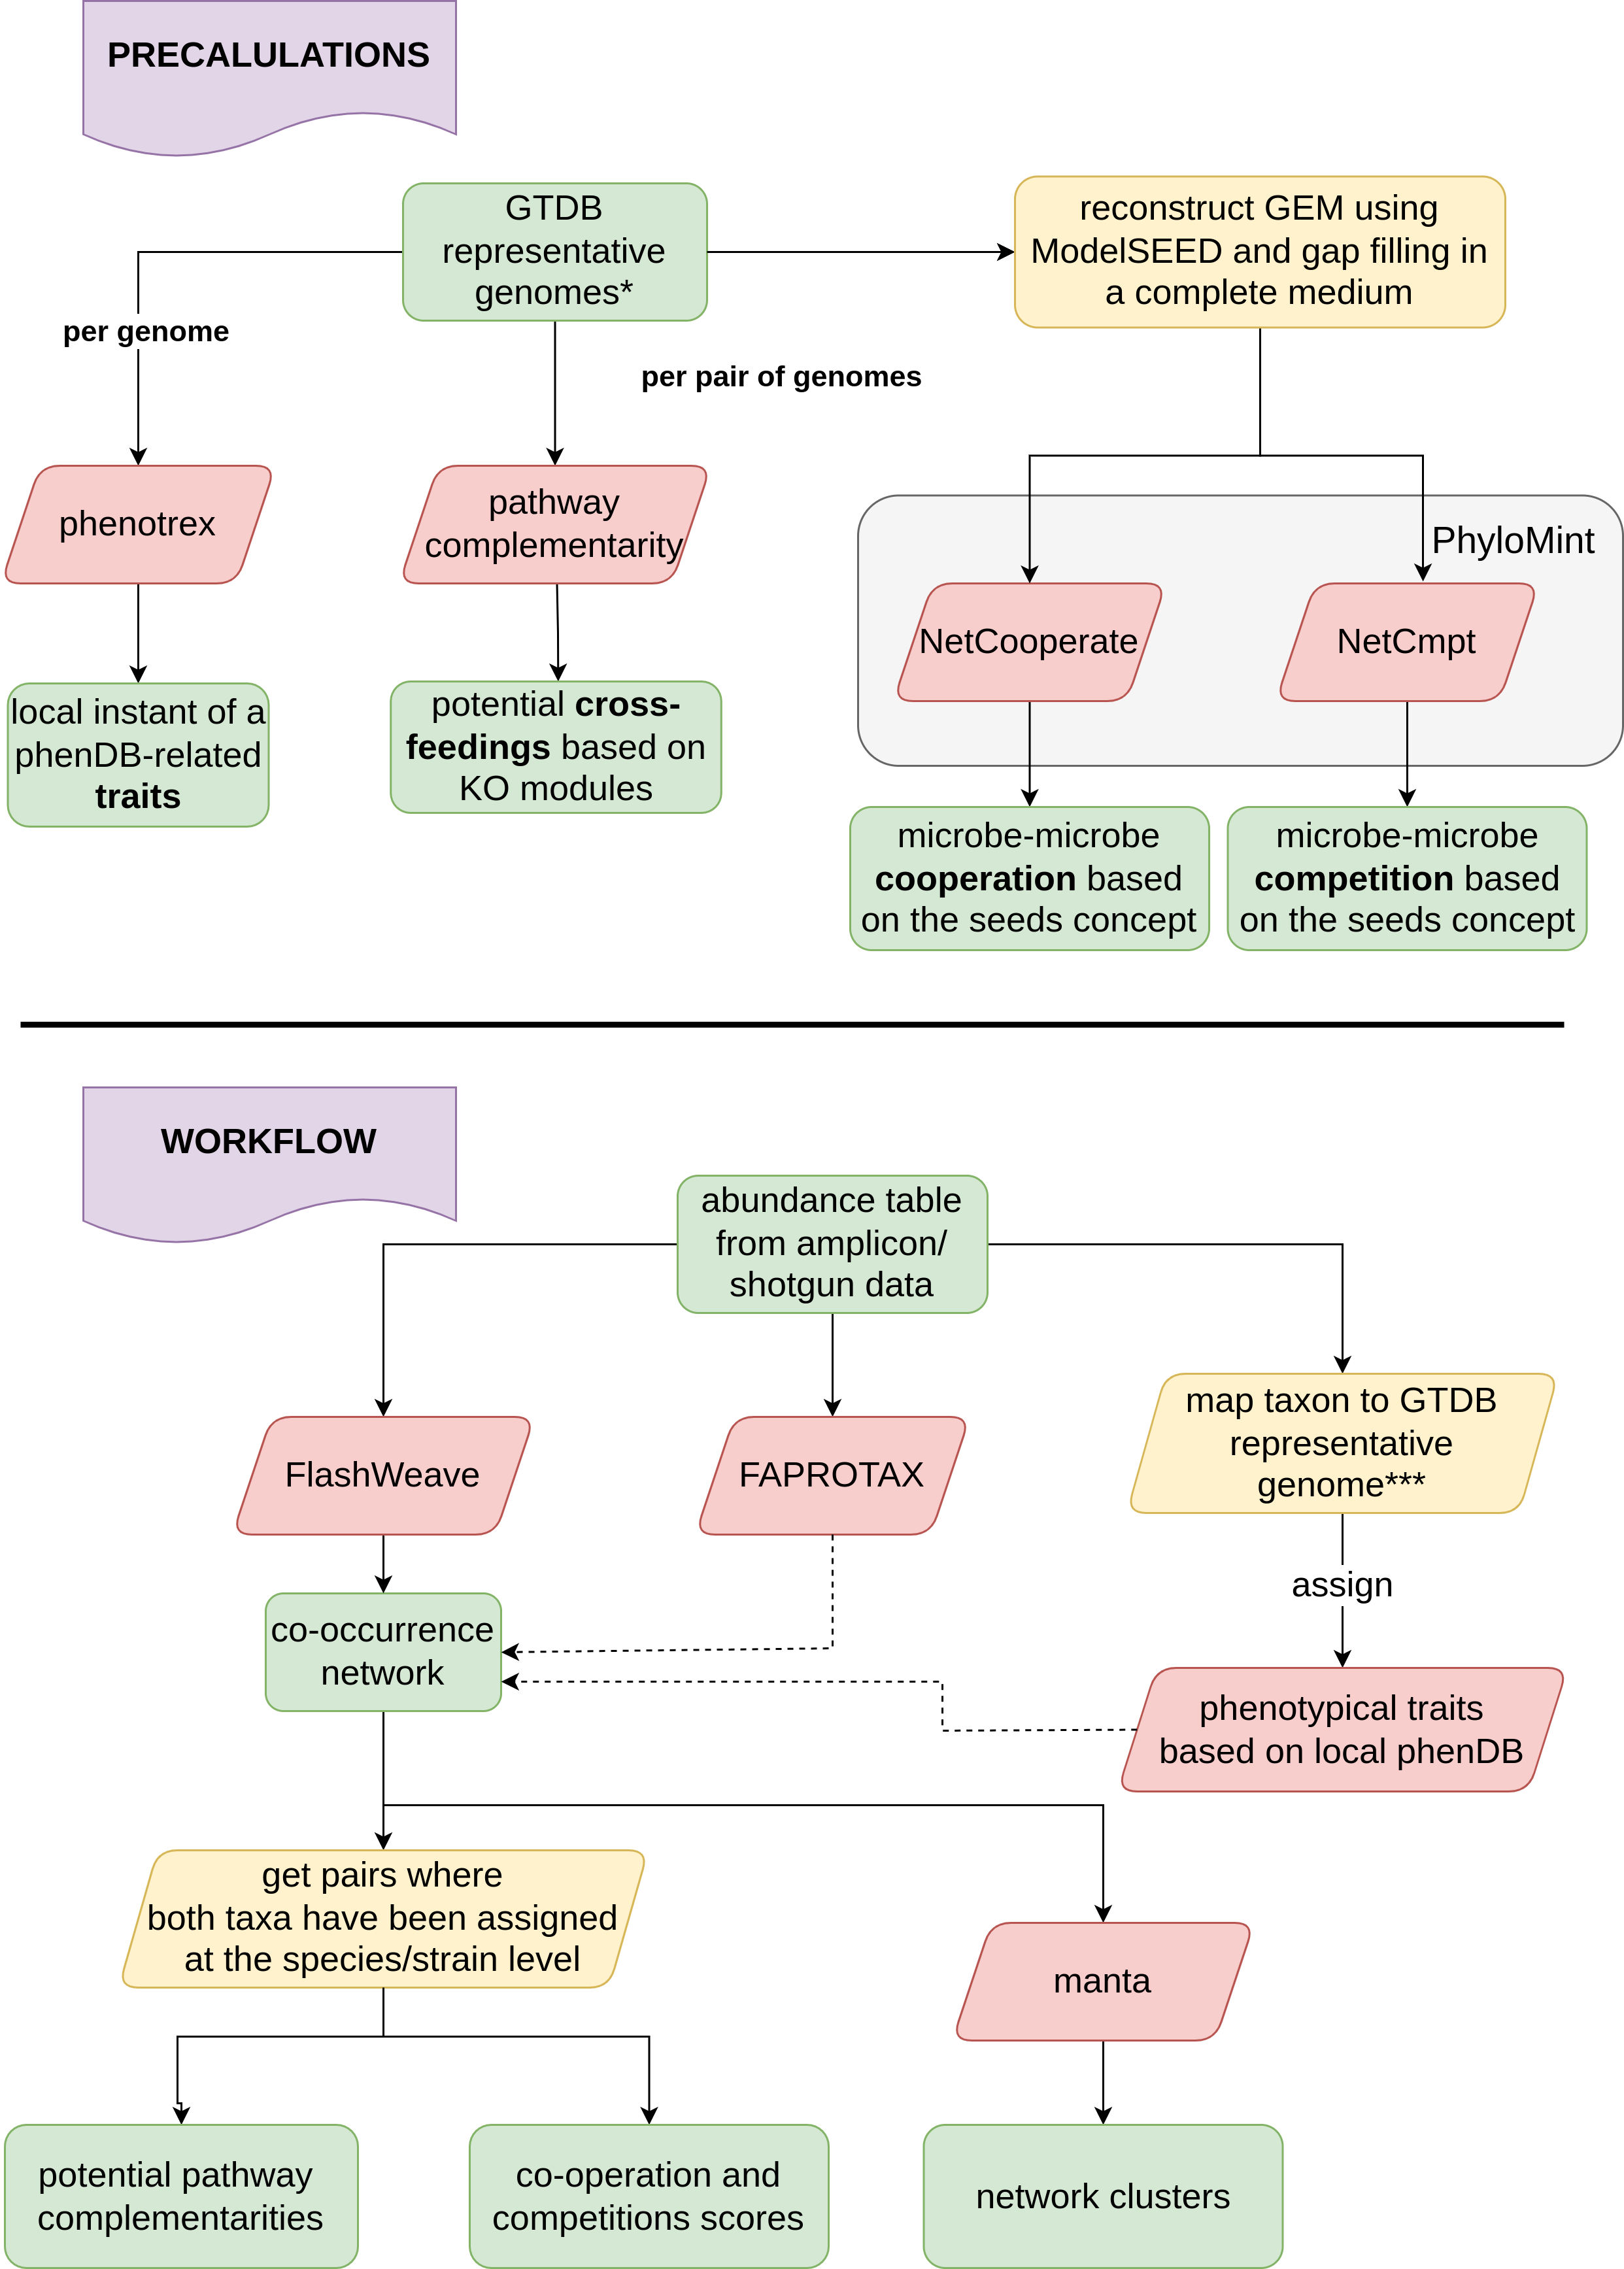 PRECALULATIONS
GTDB
representative
genomes*
reconstruct GEM using
ModelSEED and gap filling in
a complete medium
per genome
per pair of genomes
phenotrex
pathway
complementarity
PhyloMint
NetCooperate
NetCmpt
local instant of a
phenDB-related
traits
potential cross-
feedings based on
KO modules
microbe-microbe
cooperation based
on the seeds concept
microbe-microbe
competition based
on the seeds concept
WORKFLOW
abundance table
from amplicon/
shotgun data
FlashWeave
FAPROTAX
map taxon to GTDB
representative
genome***
assign
co-occurrence
network
phenotypical traits
based on local phenDB
get pairs where
both taxa have been assigned
at the species/strain level
manta
potential pathway
complementarities
co-operation and
competitions scores
network clusters